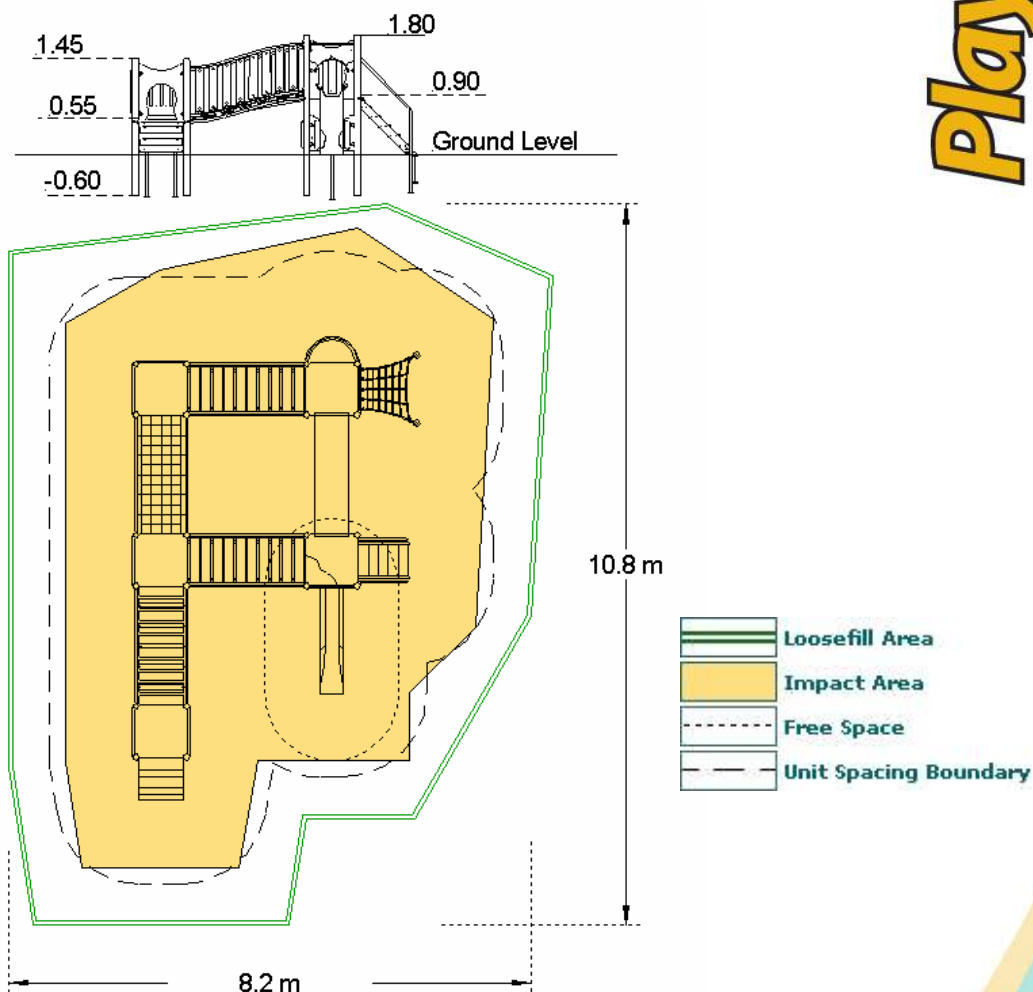 1.80
1.45
0.90
0.55
Ground Level
-0.60
Play
10.8 m
Loosefill Area
Impact Area
Free Space
Unit Spacing Boundary
8.2 m